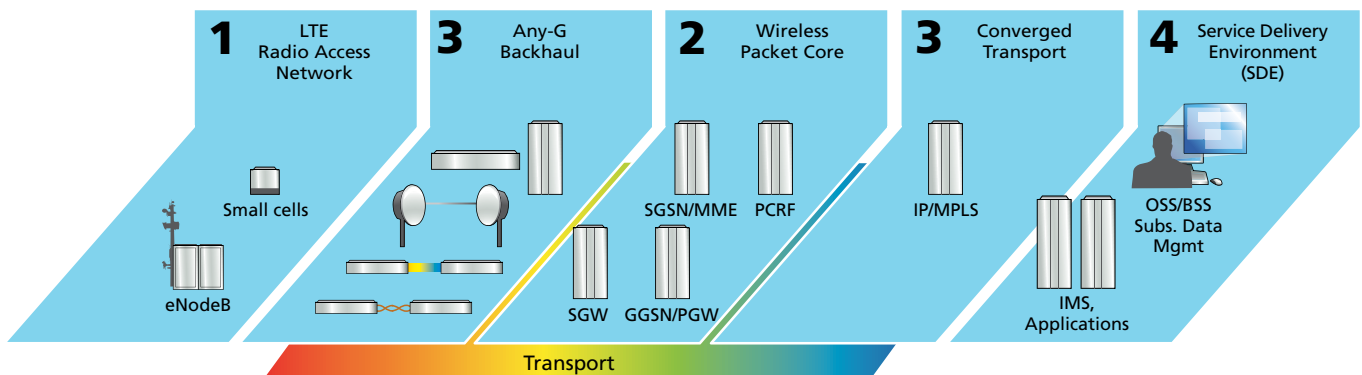 1
LTE
Radio Access
Network
3
Any-G
Backhaul
2
Wireless
Packet Core
3
Converged
Transport
4
Service Delivery
Environment
(SDE)
Small cells
eNodeB
SGSN/MME
PCRF
SGW
GGSN/PGW
IP/MPLS
OSS/BSS
Subs. Data
Mgmt
IMS,
Applications
Transport